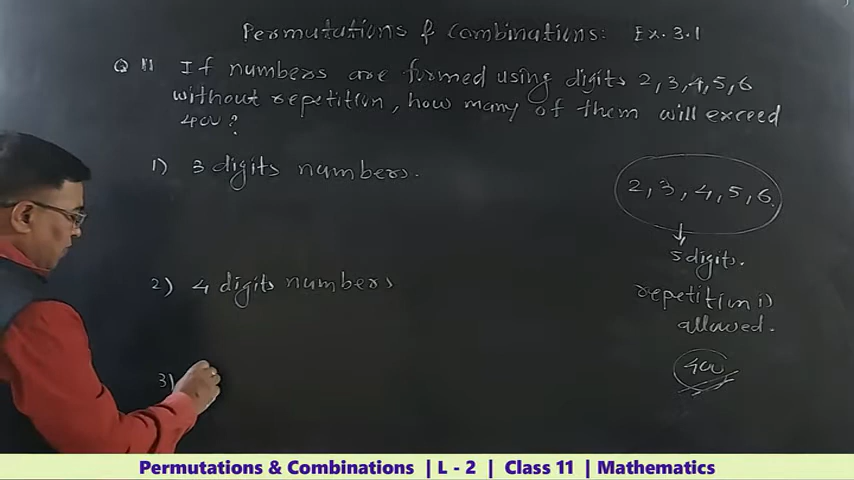 Permutations & Combinations: Ex. 3.1
Q 11 If numbers are formed using digits 2, 3, 4, 5, 6
without repetition, how many of them will exceed
400?
1) 3 digits numbers.
2, 3, 4, 5, 6.
5 digits.
2) 4 digits numbers
repetition is
allowed.
400
3)
Permutations & Combinations | L - 2 | Class 11 | Mathematics